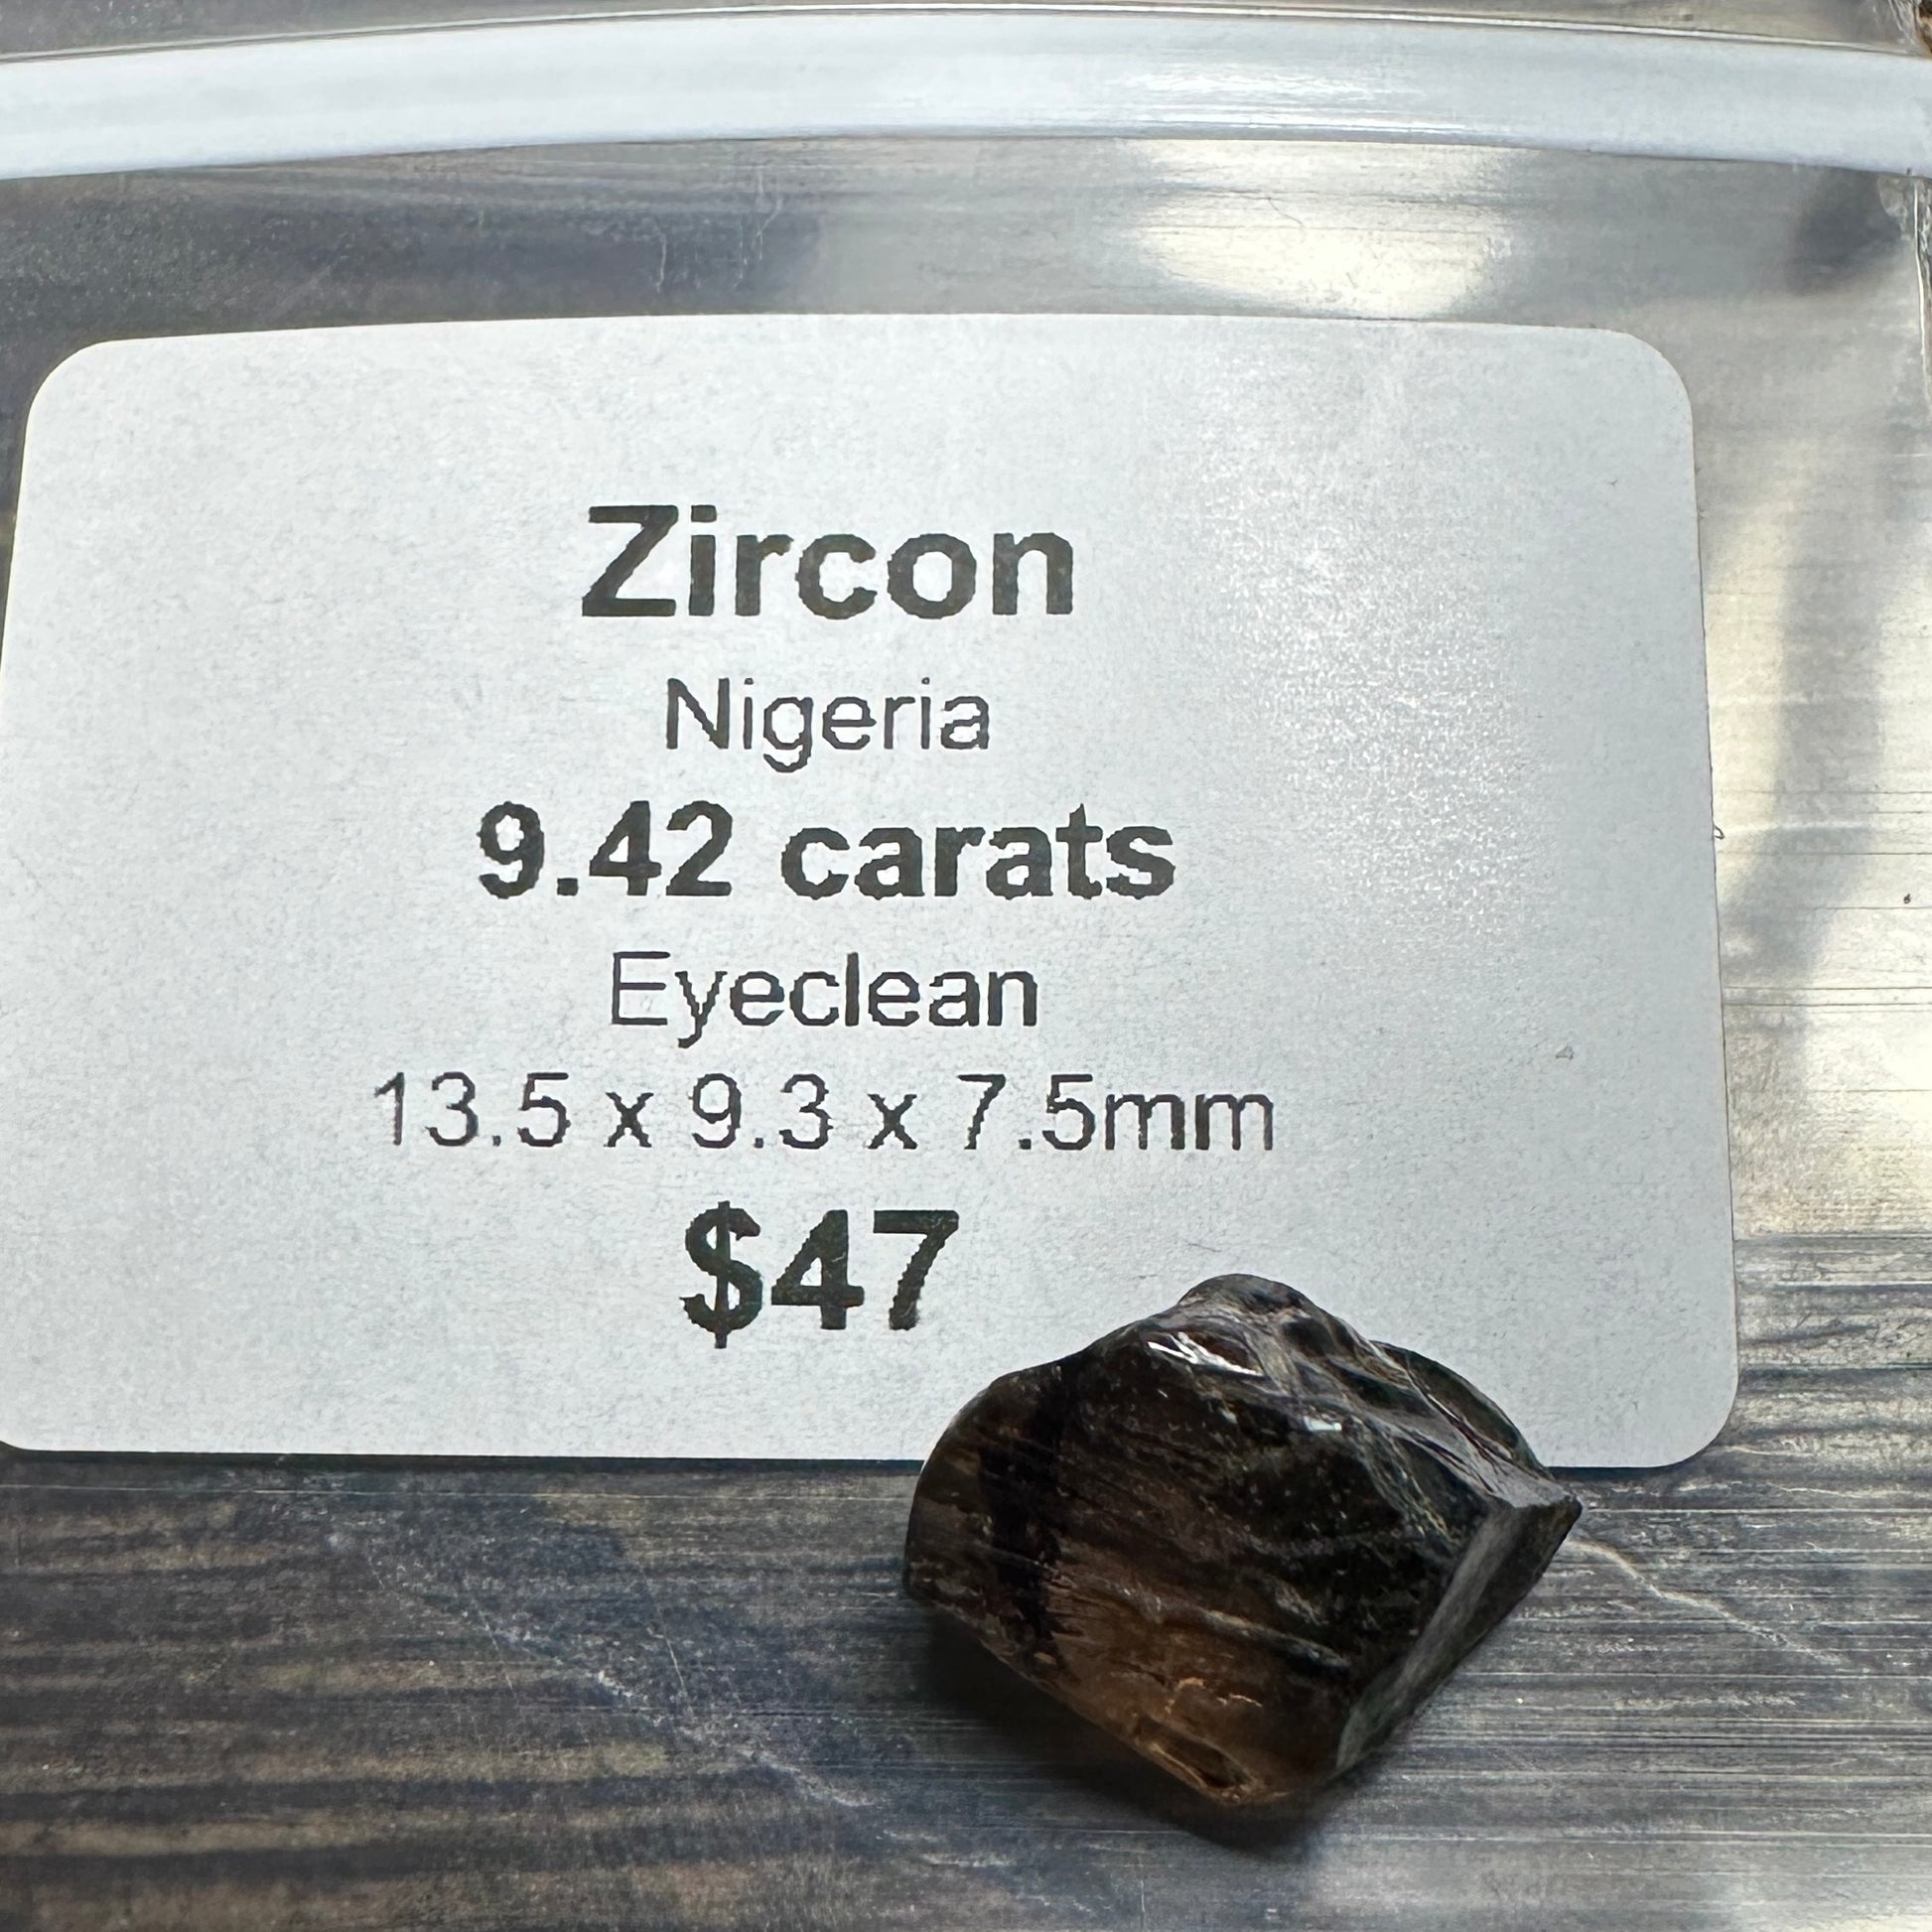 Zircon
Nigeria
9.42 carats
Eyeclean
13.5 x 9.3 x 7.5mm
$47